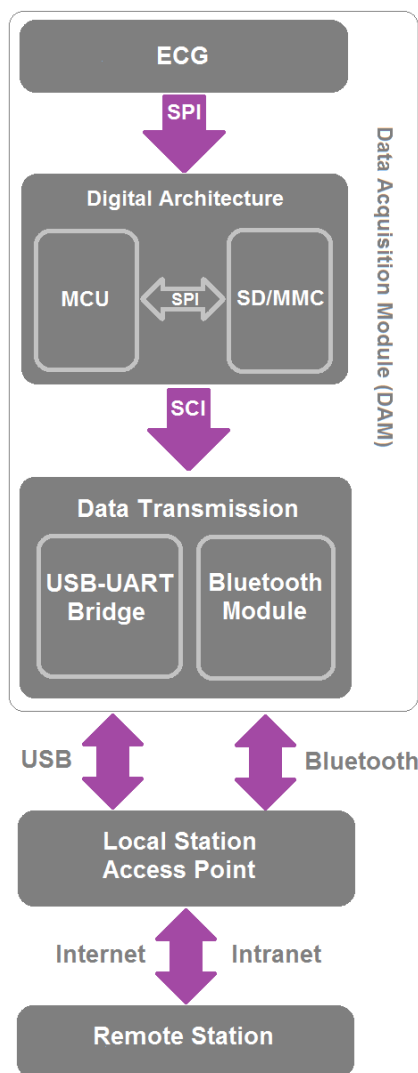 ECG
SPI
Data Acquisition Module (DAM)
Digital Architecture
MCU
SPI
SD/MMC
SCI
Data Transmission
USB-UART
Bridge
Bluetooth
Module
USB
Bluetooth
Local Station
Access Point
Internet
Intranet
Remote Station